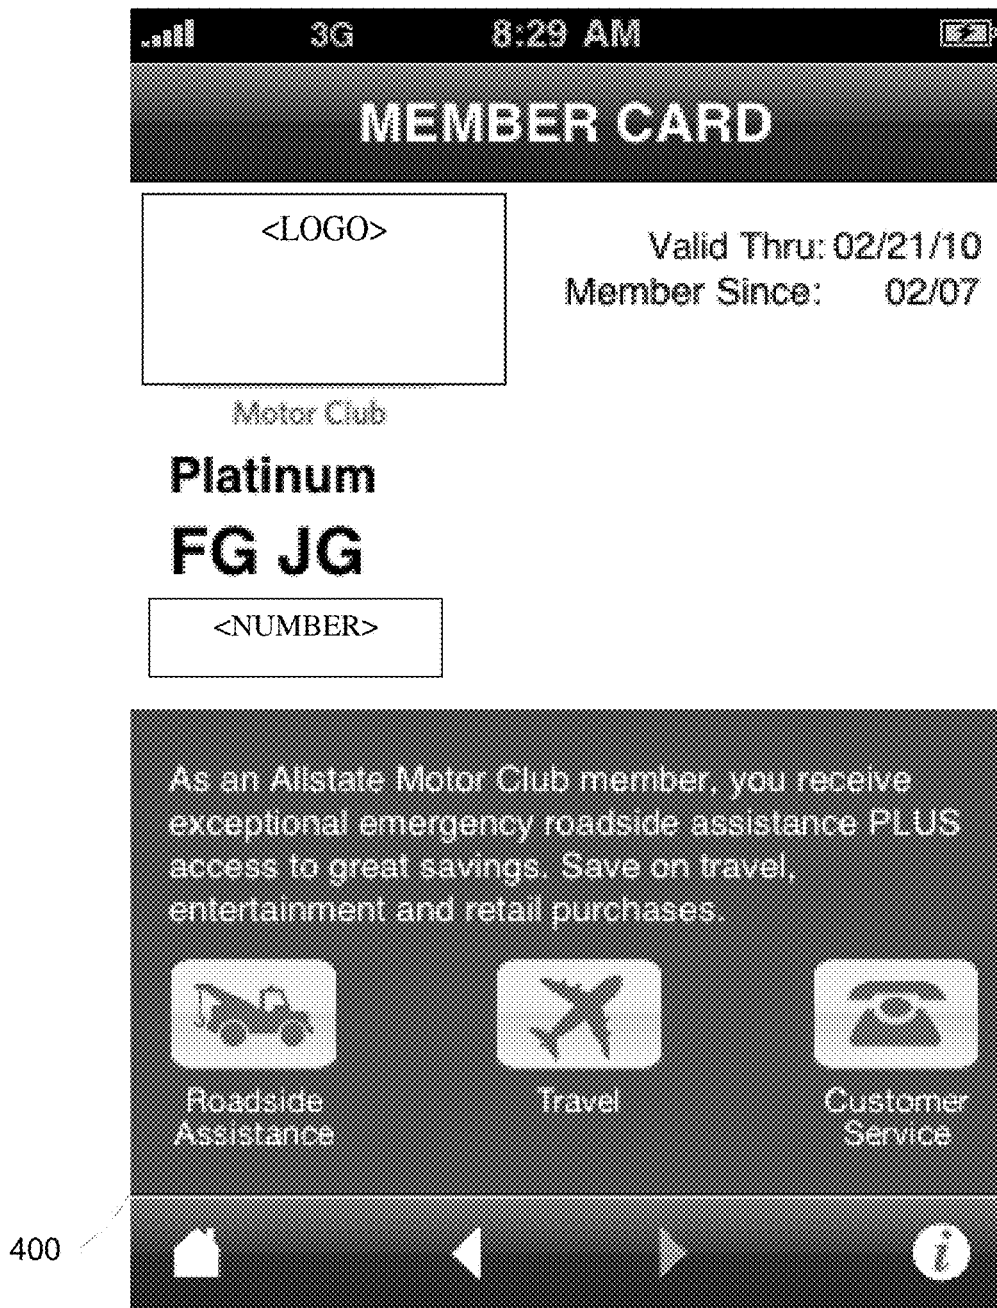 3G 8:29 AM
MEMBER CARD
<LOGO>
Valid Thru: 02/21/10
Member Since: 02/07
Motor Club
Platinum
FG JG
<NUMBER>
As an Allstate Motor Club member, you receive
exceptional emergency roadside assistance PLUS
access to great savings. Save on travel,
entertainment and retail purchases.
Roadside
Assistance
Travel
Customer
Service
400
i